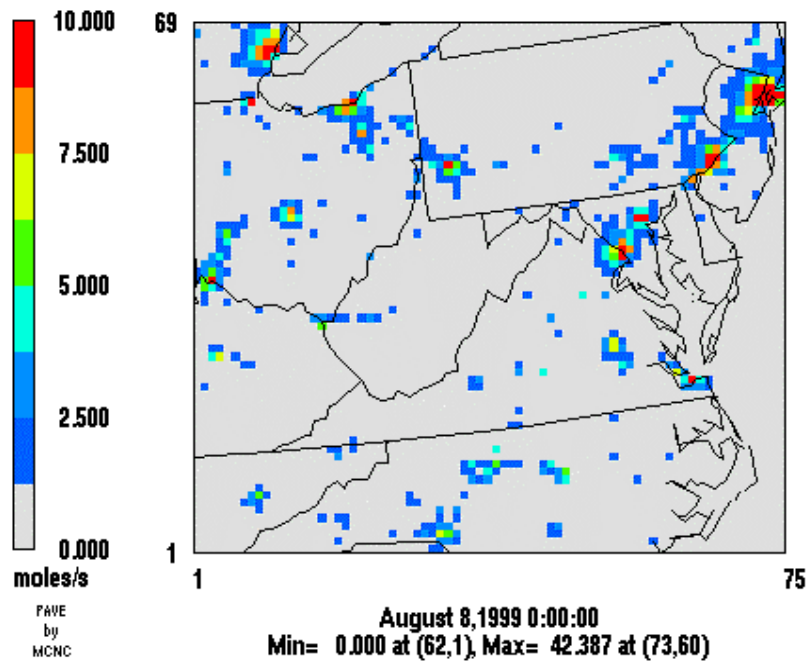 10.000
7.500
5.000
2.500
0.000
moles/s
PAVE
by
MCNC
69
1
1
75
August 8,1999 0:00:00
Min= 0.000 at (62,1), Max= 42.387 at (73,60)